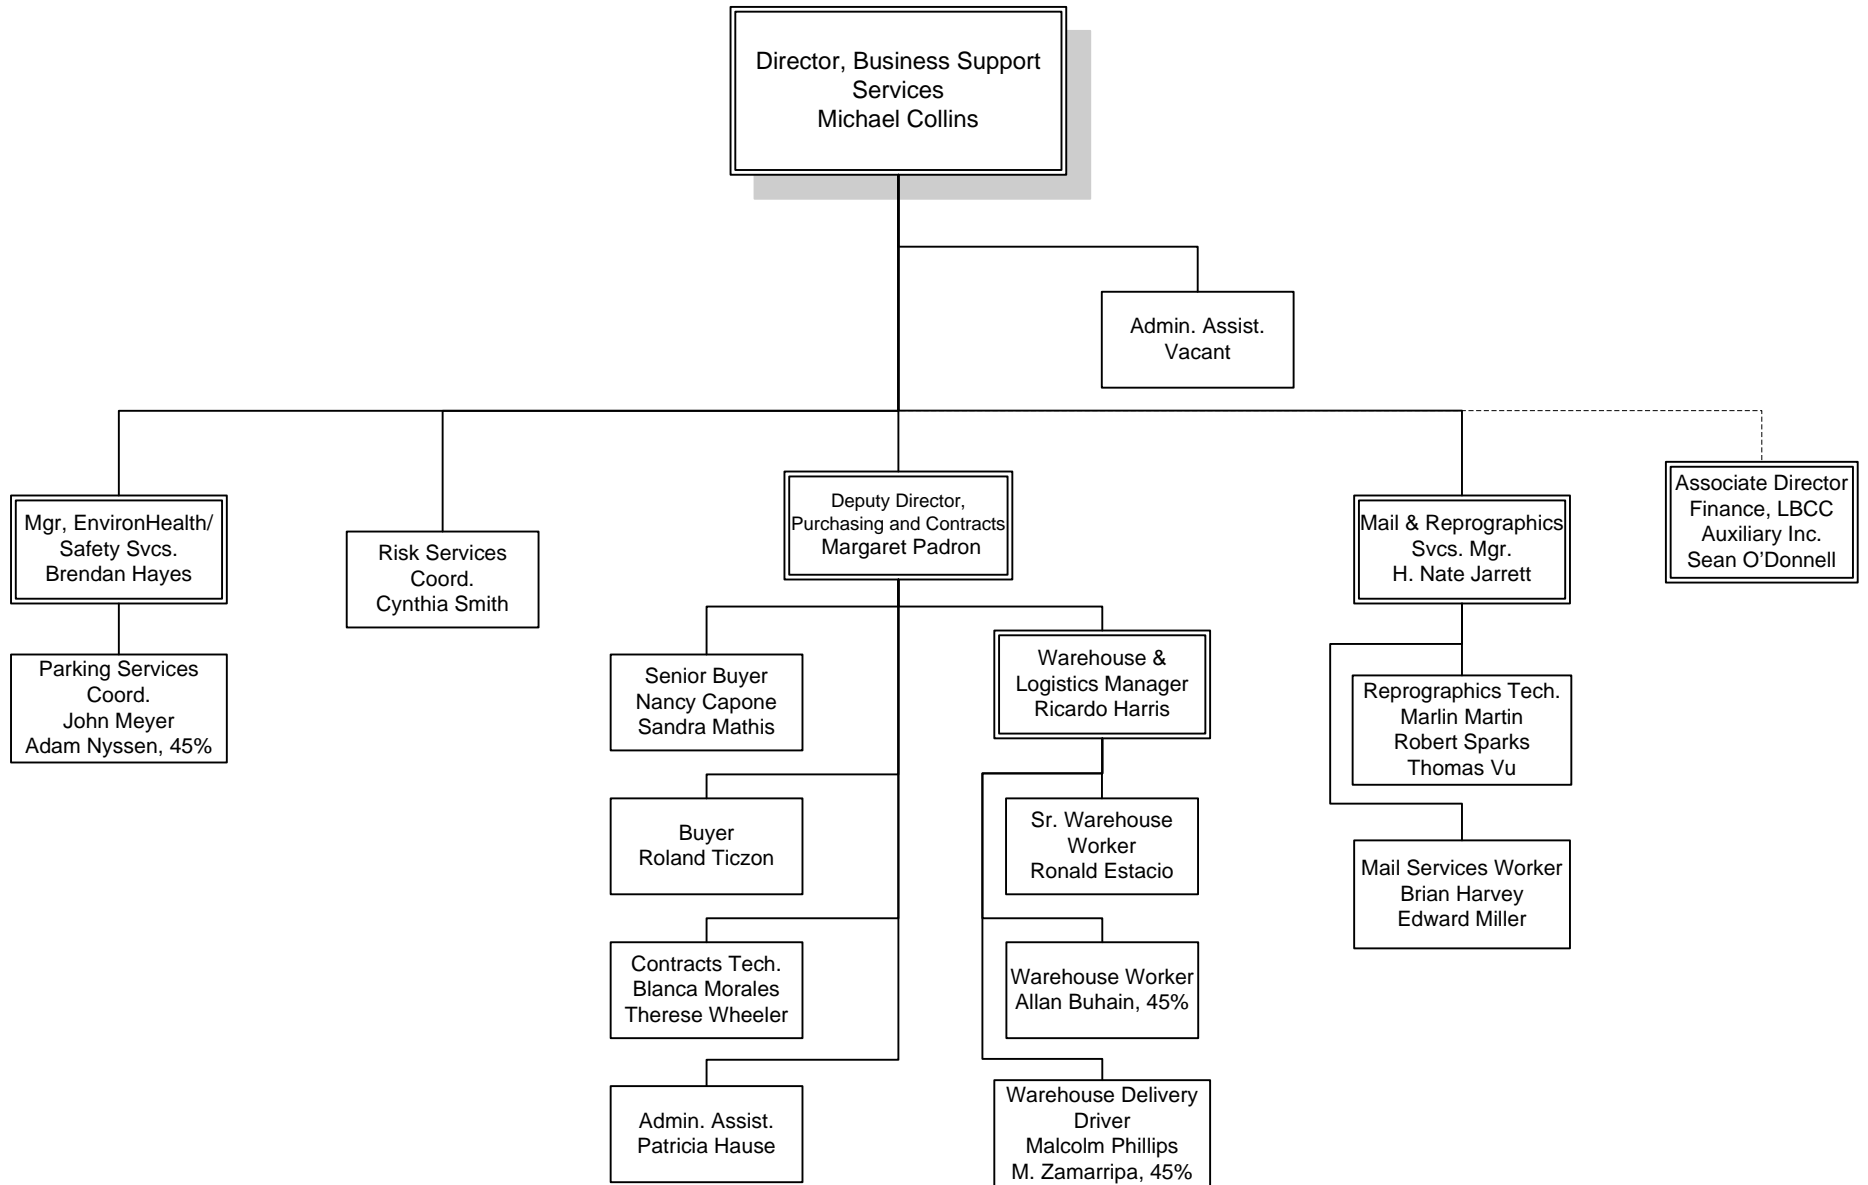 Director, Business Support
Services
Michael Collins
Admin. Assist.
Vacant
Mgr, EnvironHealth/
Safety Svcs.
Brendan Hayes
Risk Services
Coord.
Cynthia Smith
Deputy Director,
Purchasing and Contracts
Margaret Padron
Mail & Reprographics
Svcs. Mgr.
H. Nate Jarrett
Associate Director
Finance, LBCC
Auxiliary Inc.
Sean O'Donnell
Parking Services
Coord.
John Meyer
Adam Nyssen, 45%
Senior Buyer
Nancy Capone
Sandra Mathis
Warehouse &
Logistics Manager
Ricardo Harris
Reprographics Tech.
Marlin Martin
Robert Sparks
Thomas Vu
Buyer
Roland Ticzon
Sr. Warehouse
Worker
Ronald Estacio
Mail Services Worker
Brian Harvey
Edward Miller
Contracts Tech.
Blanca Morales
Therese Wheeler
Warehouse Worker
Allan Buhain, 45%
Admin. Assist.
Patricia Hause
Warehouse Delivery
Driver
Malcolm Phillips
M. Zamarripa, 45%